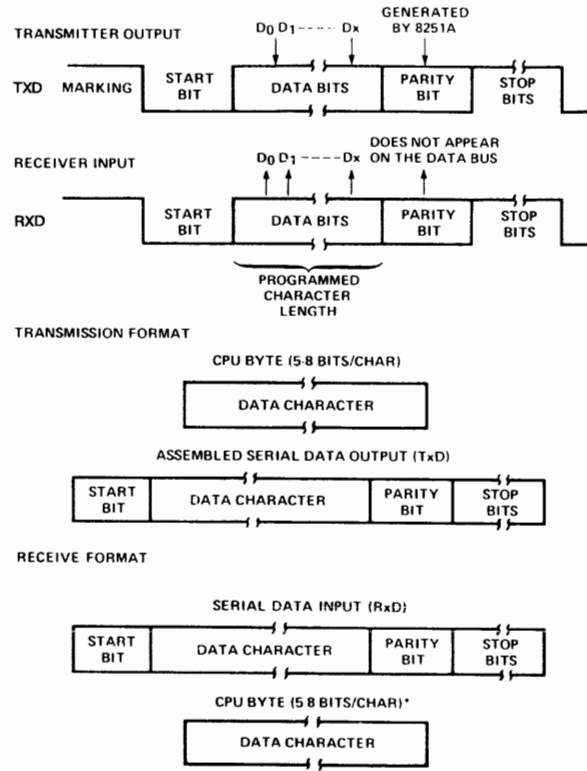 TRANSMITTER OUTPUT
D0 D1 ---- Dx
GENERATED
BY 8251A
TXD MARKING
START
BIT
DATA BITS
PARITY
BIT
STOP
BITS
RECEIVER INPUT
D0 D1 ---- Dx
DOES NOT APPEAR
ON THE DATA BUS
RXD
START
BIT
DATA BITS
PARITY
BIT
STOP
BITS
PROGRAMMED
CHARACTER
LENGTH
TRANSMISSION FORMAT
CPU BYTE (5-8 BITS/CHAR)
DATA CHARACTER
ASSEMBLED SERIAL DATA OUTPUT (TxD)
START
BIT
DATA CHARACTER
PARITY
BIT
STOP
BITS
RECEIVE FORMAT
SERIAL DATA INPUT (RxD)
START
BIT
DATA CHARACTER
PARITY
BIT
STOP
BITS
CPU BYTE (5 8 BITS/CHAR)*
DATA CHARACTER